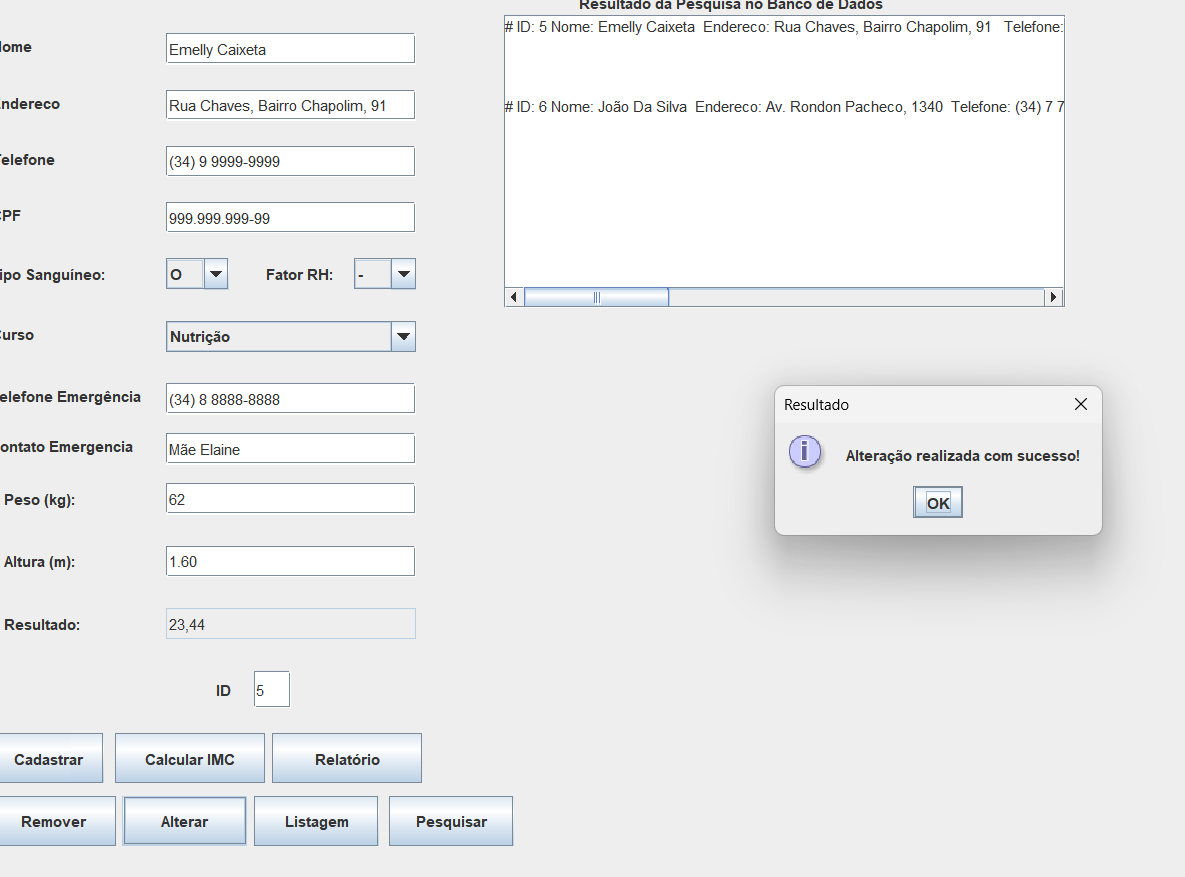 Resultado da Pesquisa no Banco de Dados
# ID: 5 Nome: Emelly Caixeta Endereco: Rua Chaves, Bairro Chapolim, 91 Telefone:
# ID: 6 Nome: João Da Silva Endereco: Av. Rondon Pacheco, 1340 Telefone: (34) 7 7
ome Emelly Caixeta
ndereco Rua Chaves, Bairro Chapolim, 91
elefone (34) 9 9999-9999
PF 999.999.999-99
ipo Sanguíneo: O Fator RH: -
urso Nutrição
elefone Emergência (34) 8 8888-8888
ontato Emergencia Mãe Elaine
Peso (kg): 62
Altura (m): 1.60
Resultado: 23,44
ID 5
Cadastrar Calcular IMC Relatório
Remover Alterar Listagem Pesquisar
Resultado
Alteração realizada com sucesso!
OK